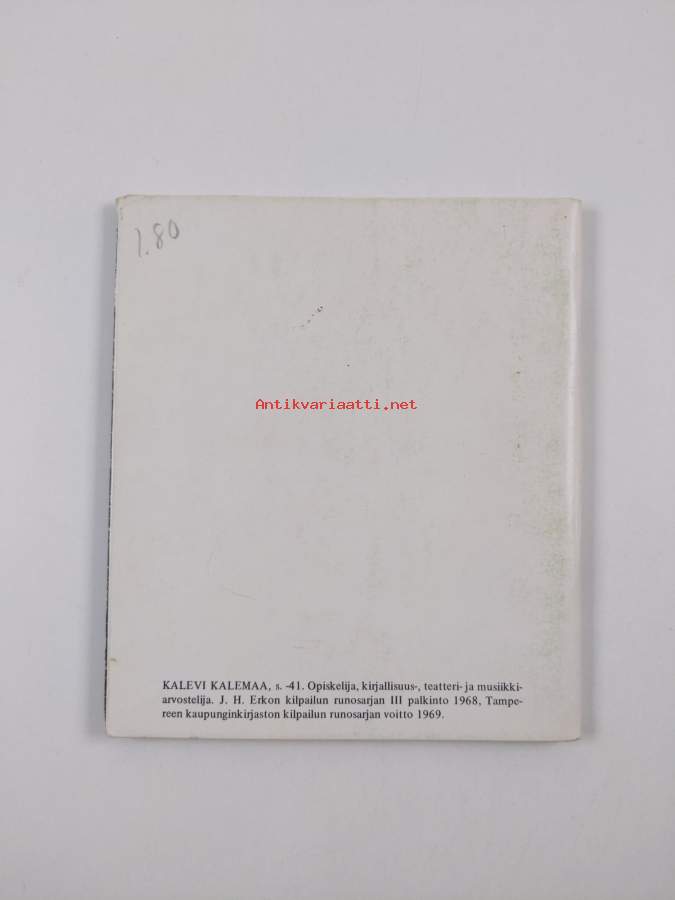 1.80
Antikvariaatti.net
KALEVI KALEMAA, s. -41. Opiskelija, kirjallisuus-, teatteri- ja musiikki-
arvostelija. J. H. Erkon kilpailun runosarjan III palkinto 1968, Tampe-
reen kaupunginkirjaston kilpailun runosarjan voitto 1969.